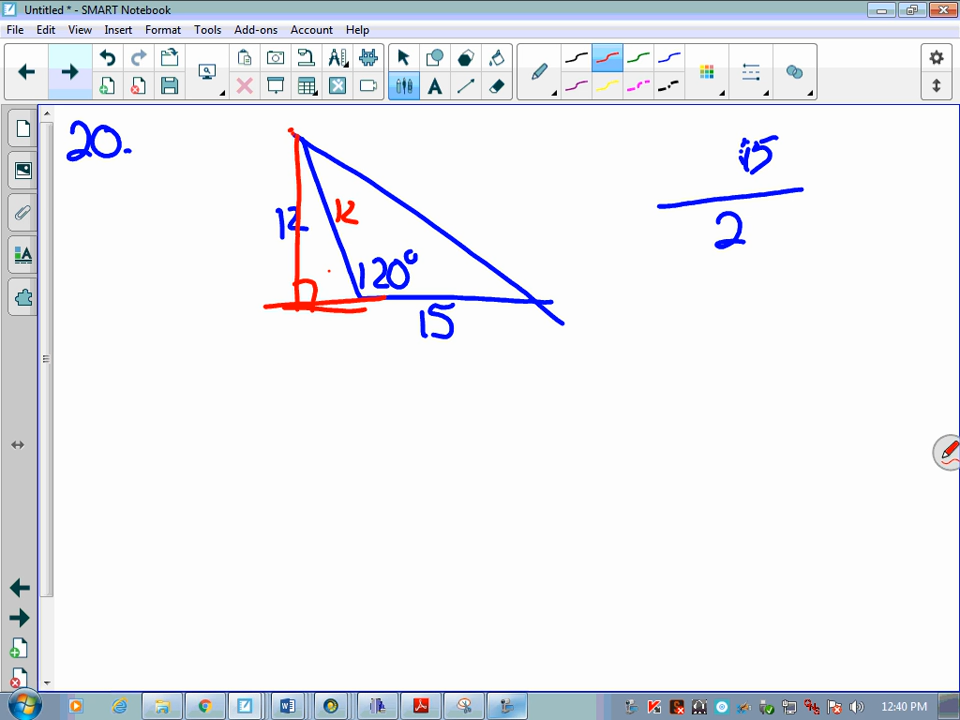 Untitled * - SMART Notebook
File Edit View Insert Format Tools Add-ons Account Help
20.
15
2
12
12
120°
15
12:40 PM